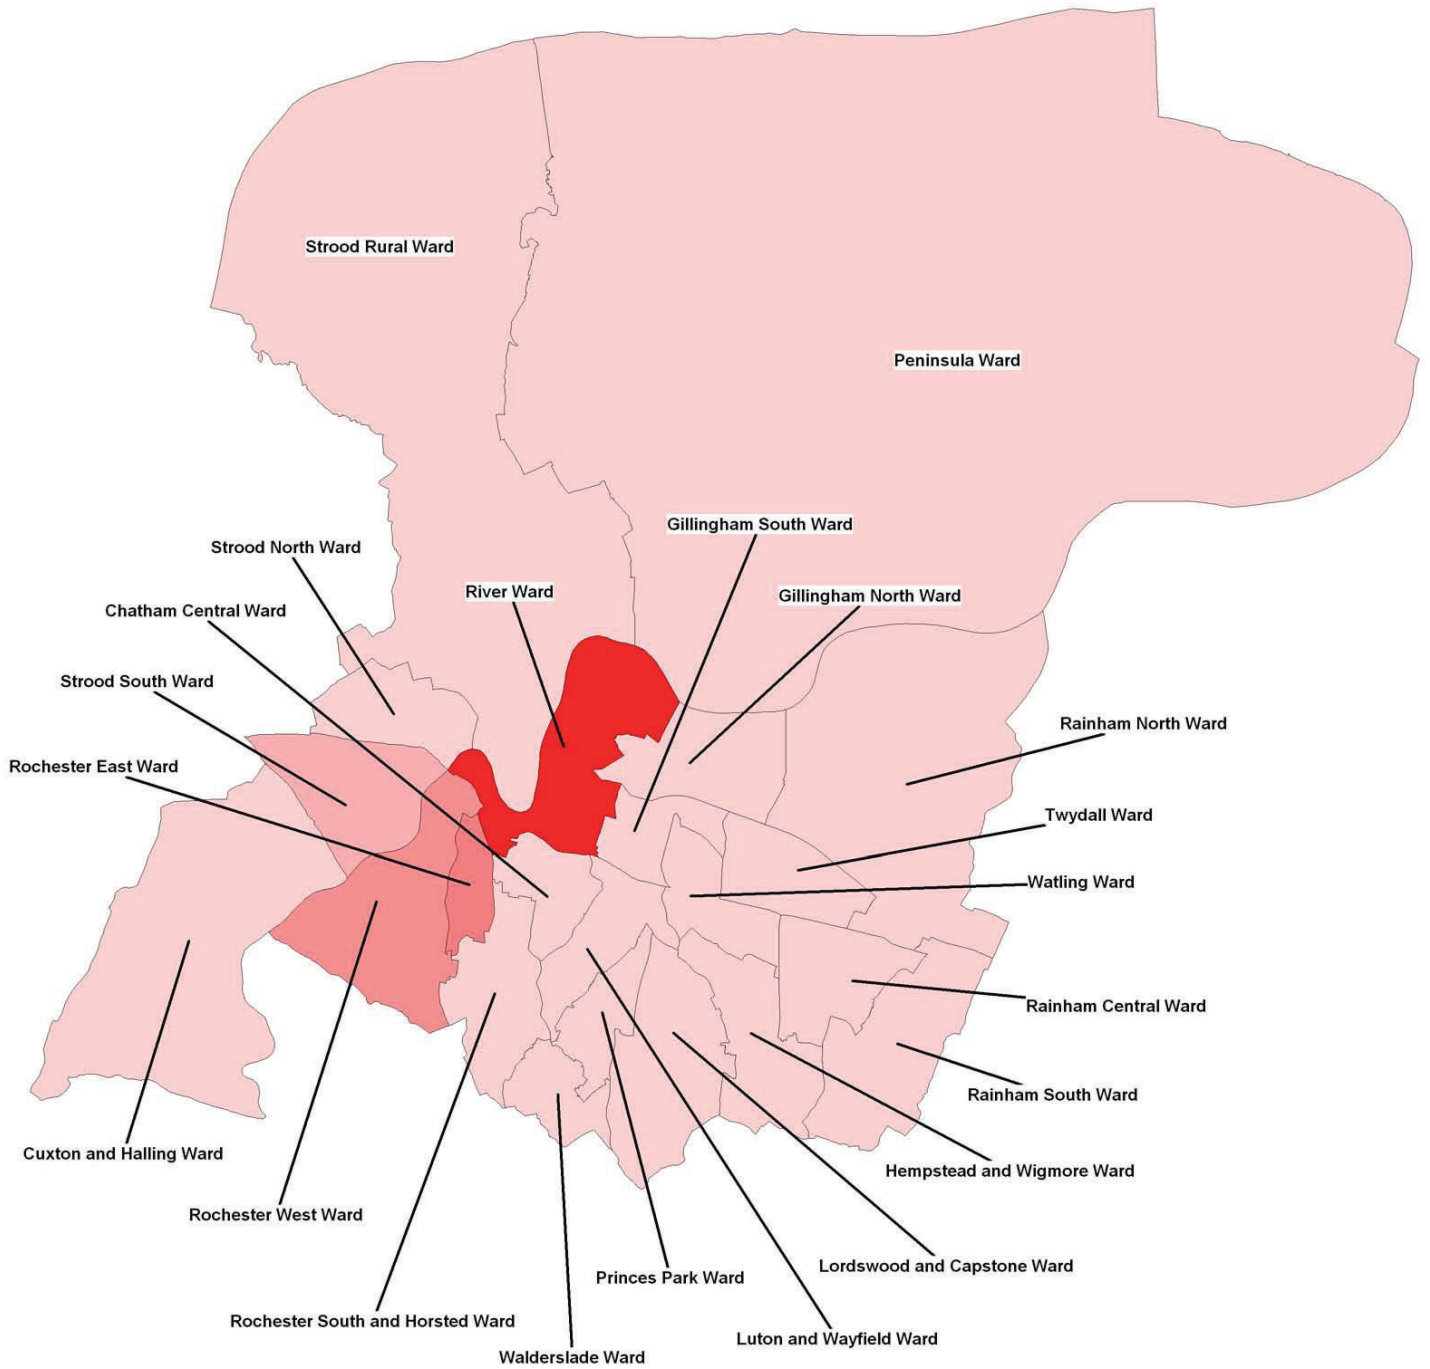 Strood Rural Ward
Peninsula Ward
Gillingham South Ward
Strood North Ward
River Ward
Gillingham North Ward
Chatham Central Ward
Strood South Ward
Rainham North Ward
Rochester East Ward
Twydall Ward
Watling Ward
Rainham Central Ward
Rainham South Ward
Cuxton and Halling Ward
Hempstead and Wigmore Ward
Rochester West Ward
Lordswood and Capstone Ward
Princes Park Ward
Rochester South and Horsted Ward
Luton and Wayfield Ward
Walderslade Ward